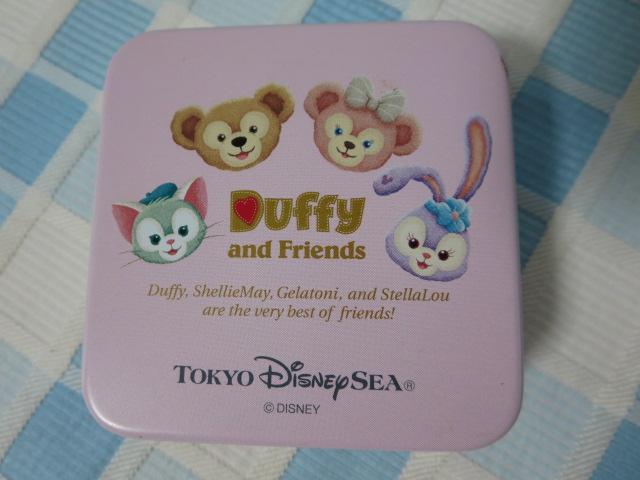 Duffy
and Friends
Duffy, ShellieMay, Gelatoni, and StellaLou
are the very best of friends!
TOKYO DISNEYSEA®
© DISNEY